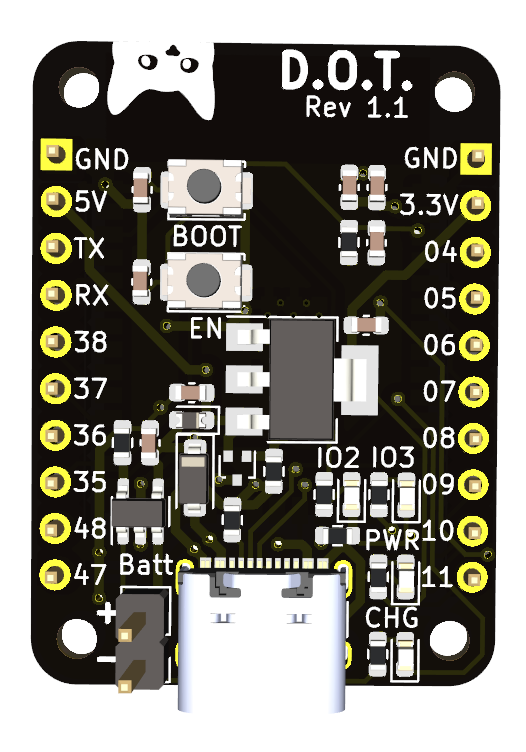 D.O.T.
Rev 1.1
GND
GND
5V
3.3V
BOOT
TX
04
RX
05
EN
38
06
37
07
36
08
IO2 IO3
35
09
48
10
PWR
Batt
47
11
+
CHG
-